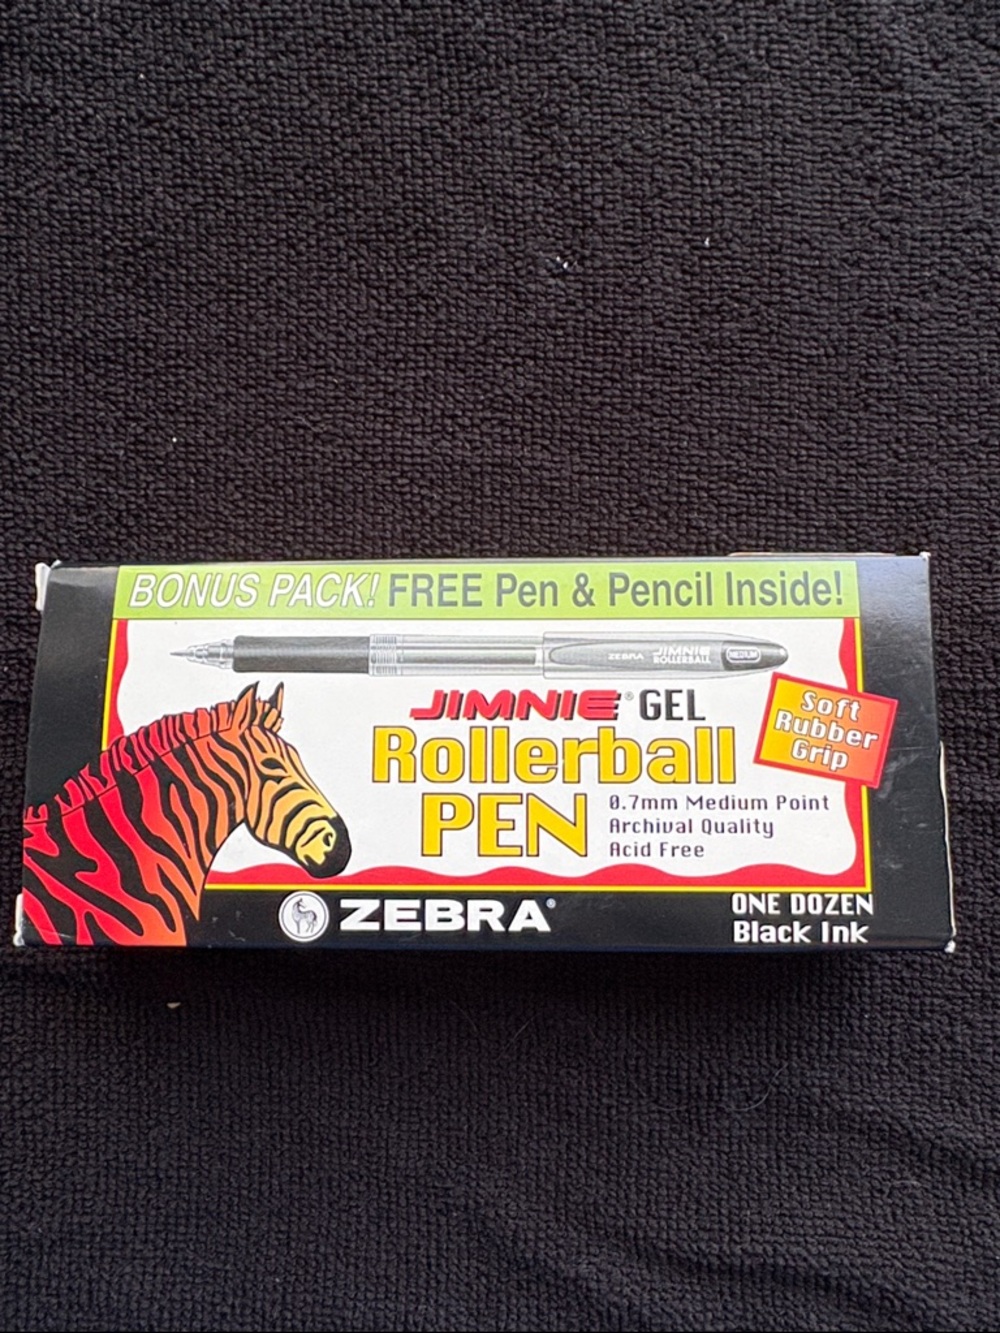 BONUS PACK! FREE Pen & Pencil Inside!
ZEBRA JIMNIE ROLLERBALL MEDIUM
JIMNIE® GEL
Rollerball
PEN
0.7mm Medium Point
Archival Quality
Acid Free
Soft
Rubber
Grip
ZEBRA®
ONE DOZEN
Black Ink